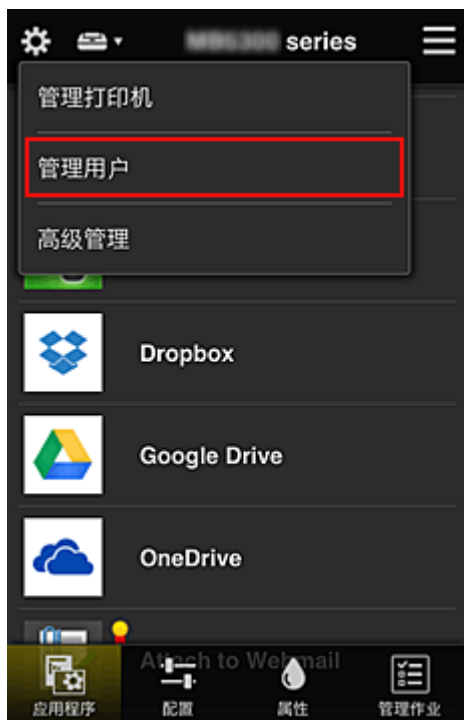 series
管理打印机
管理用户
高级管理
Dropbox
Google Drive
OneDrive
Attach to Webmail
应用程序
配置
属性
管理作业